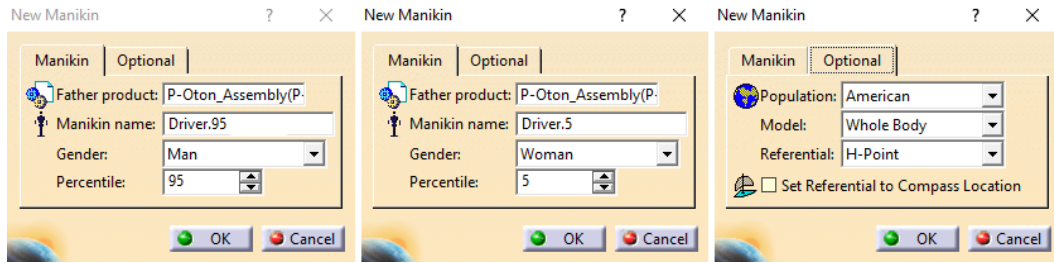 New Manikin ?
Manikin Optional
Father product: P-Oton_Assembly(P-
Manikin name: Driver.95
Gender: Man
Percentile: 95
OK Cancel
New Manikin ?
Manikin Optional
Father product: P-Oton_Assembly(P-
Manikin name: Driver.5
Gender: Woman
Percentile: 5
OK Cancel
New Manikin ?
Manikin Optional
Population: American
Model: Whole Body
Referential: H-Point
Set Referential to Compass Location
OK Cancel